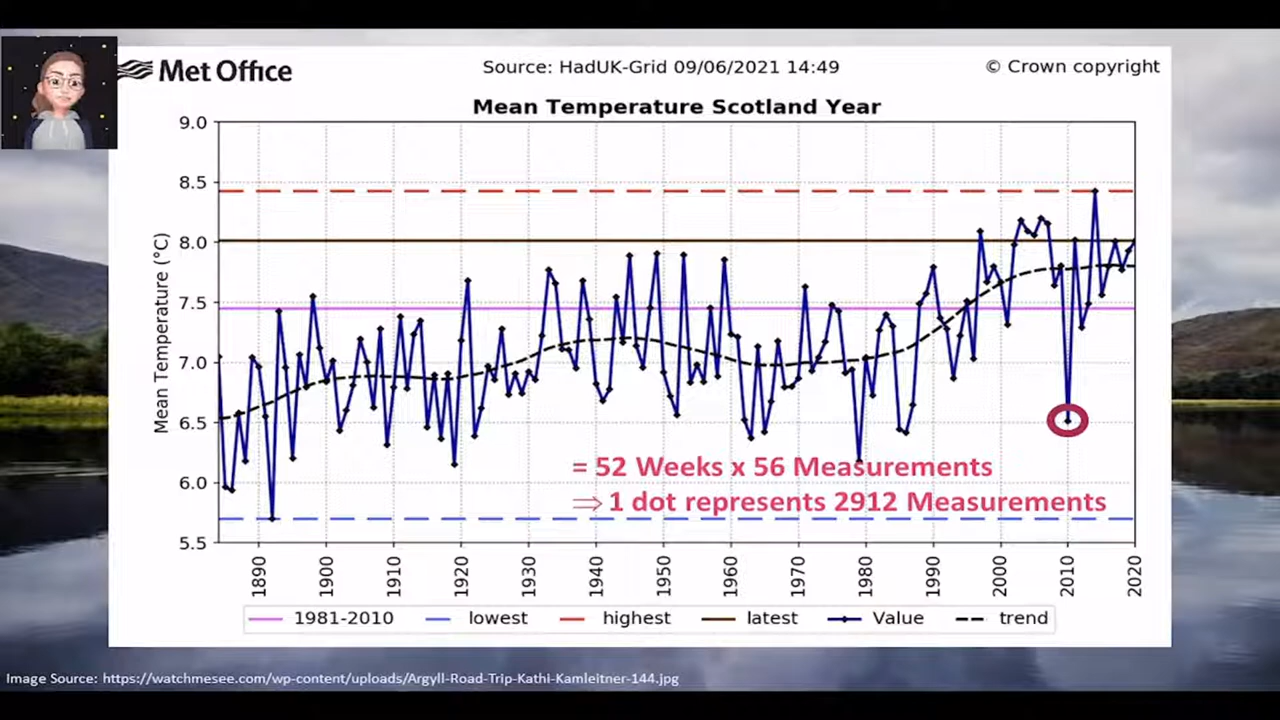 Met Office
Source: HadUK-Grid 09/06/2021 14:49
© Crown copyright
Mean Temperature Scotland Year
Mean Temperature (°C)
9.0
8.5
8.0
7.5
7.0
6.5
6.0
5.5
= 52 Weeks x 56 Measurements
⇒ 1 dot represents 2912 Measurements
1890 1900 1910 1920 1930 1940 1950 1960 1970 1980 1990 2000 2010 2020
1981-2010 lowest highest latest Value trend
Image Source: https://watchmesee.com/wp-content/uploads/Argyll-Road-Trip-Kathi-Kamleitner-144.jpg